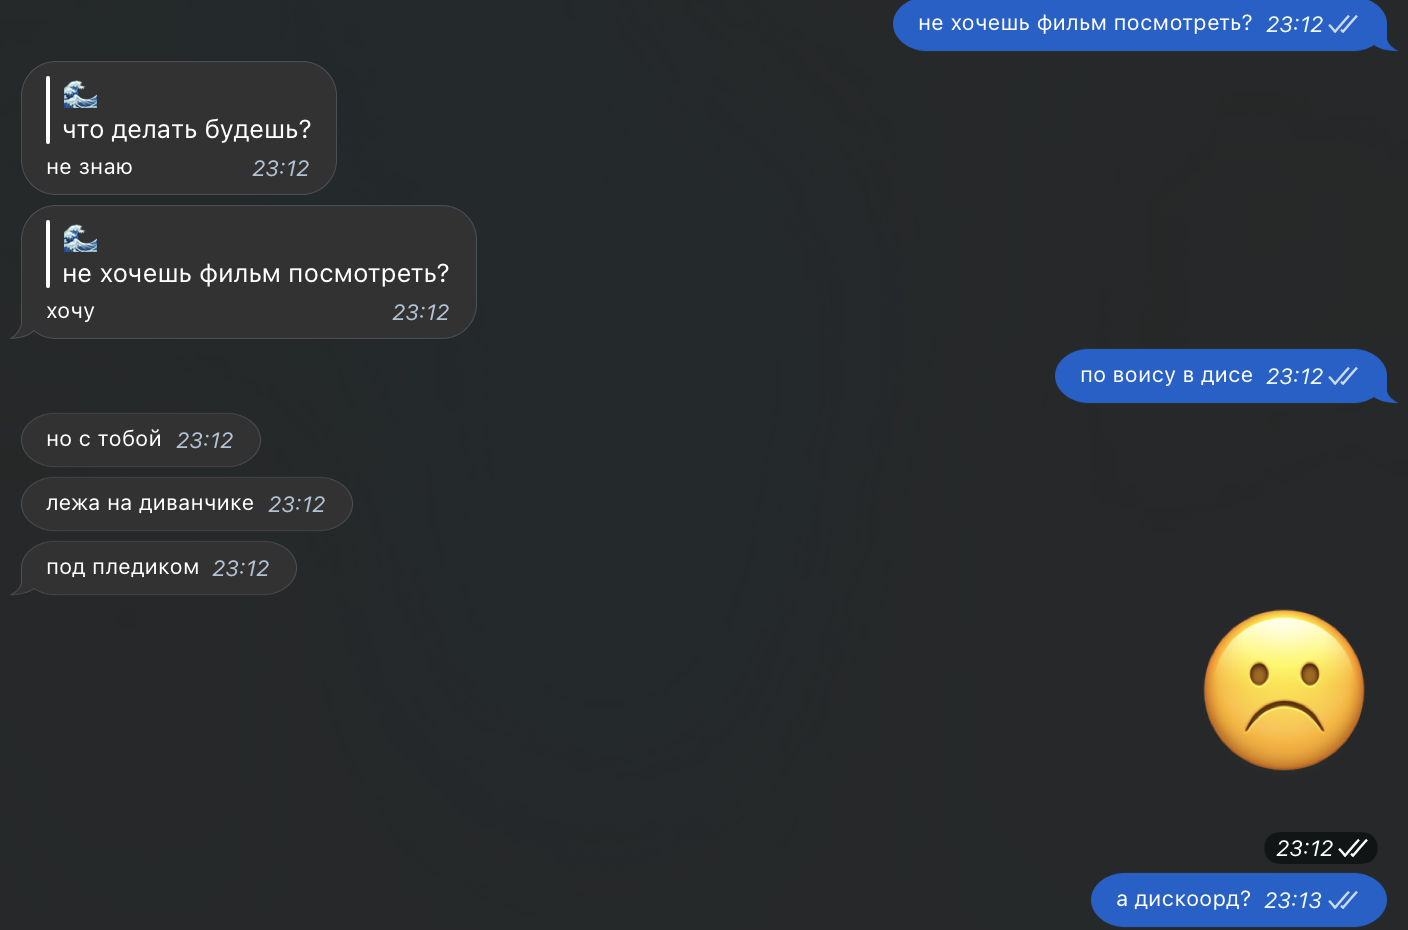 не хочешь фильм посмотреть? 23:12
🌊
что делать будешь?
не знаю 23:12
🌊
не хочешь фильм посмотреть?
хочу 23:12
по воису в дисе 23:12
но с тобой 23:12
лежа на диванчике 23:12
под пледиком 23:12
23:12
а дискоорд? 23:13